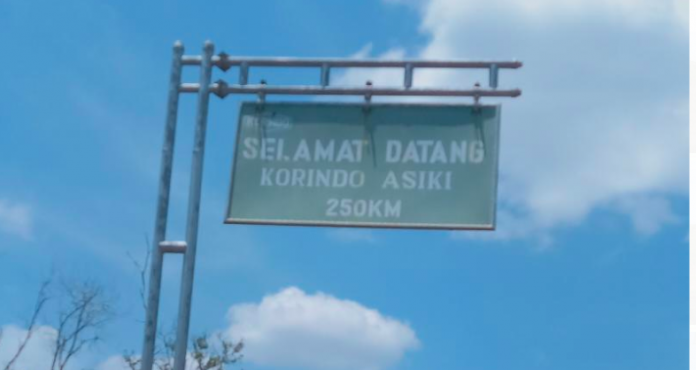 SELAMAT DATANG
KORINDO ASIKI
250KM